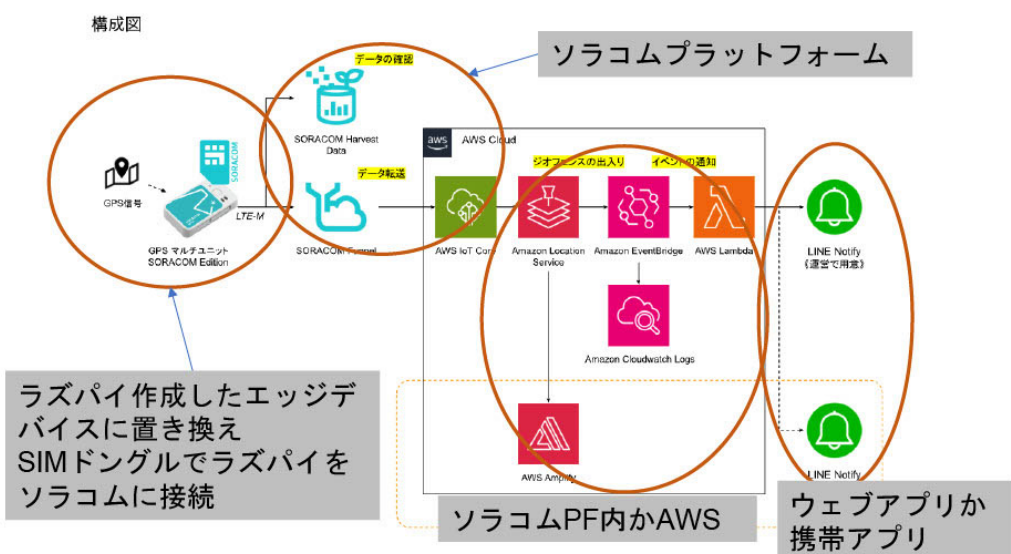 構成図
ソラコムプラットフォーム
データの確認
SORACOM Harvest
Data
aws
AWS Cloud
SORACOM
データ転送
ジオフェンスの出入り
イベントの通知
GPS信号
LTE-M
GPS マルチユニット
SORACOM Edition
SORACOM Funnel
AWS IoT Core
Amazon Location
Service
Amazon EventBridge
AWS Lambda
LINE Notify
《運営で用意》
Amazon Cloudwatch Logs
ラズパイ作成したエッジデ
バイスに置き換え
SIMドングルでラズパイを
ソラコムに接続
AWS Amplify
LINE Notify
ソラコムPF内かAWS
ウェブアプリか
携帯アプリ